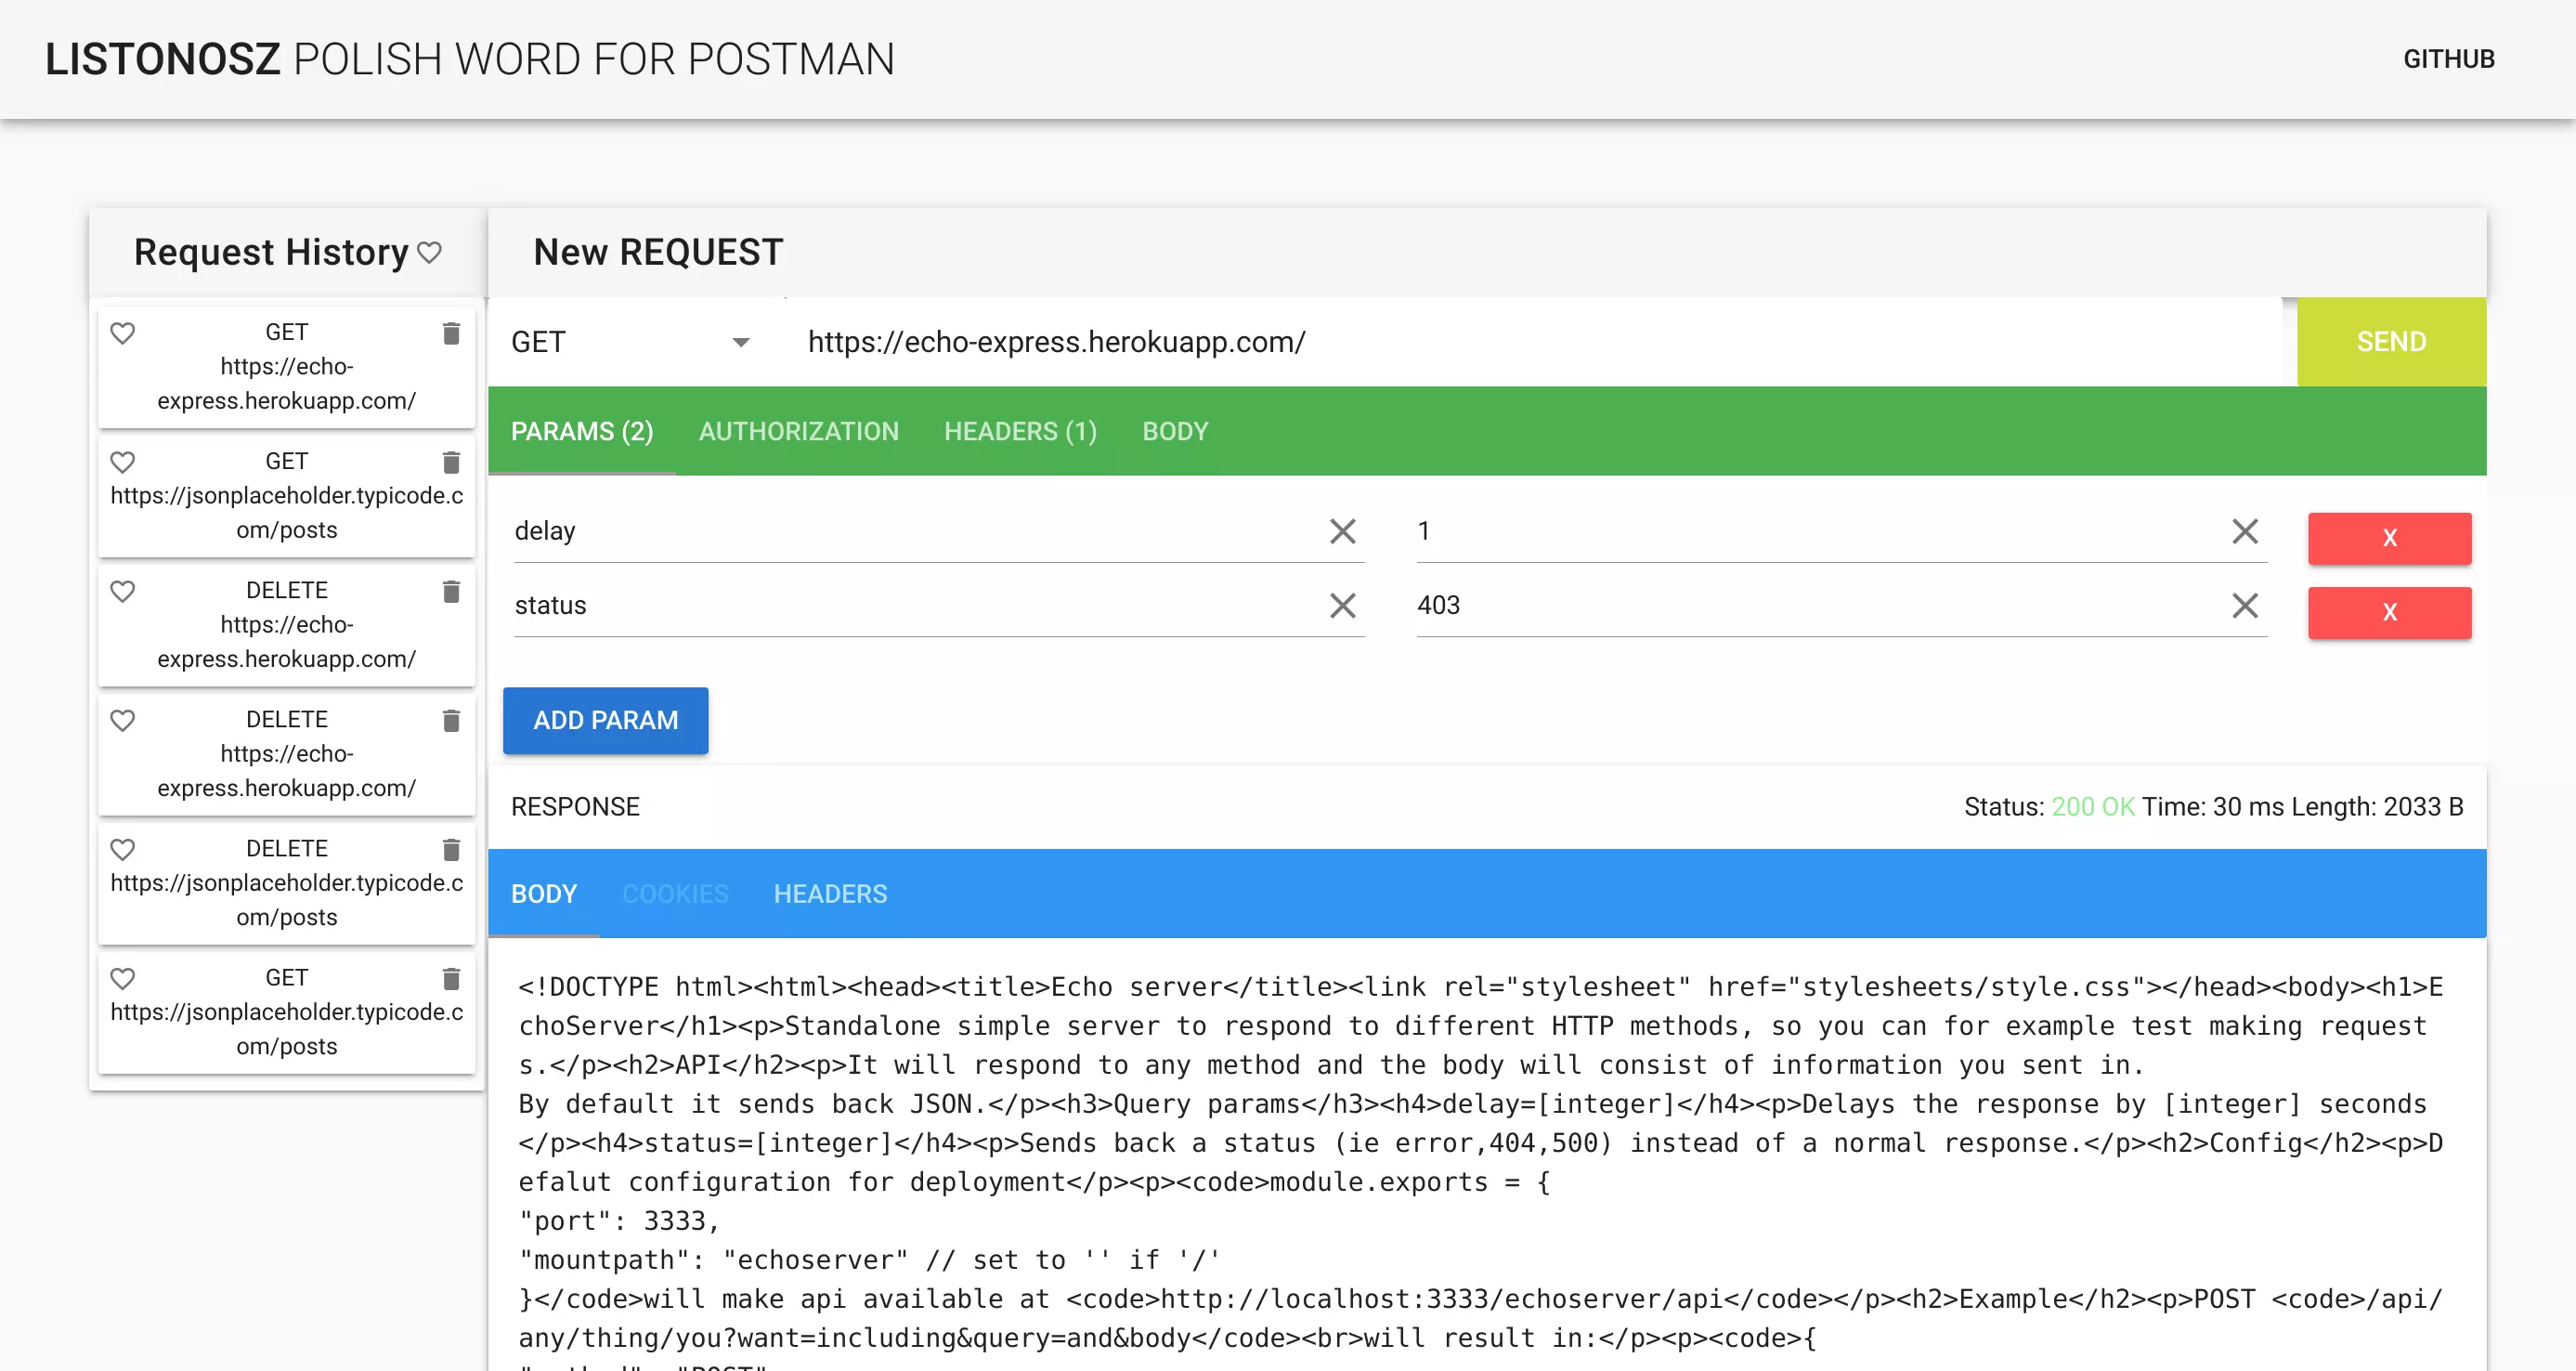 LISTONOSZ POLISH WORD FOR POSTMAN
GITHUB
Request History
GET
https://echo-
express.herokuapp.com/
GET
https://jsonplaceholder.typicode.c
om/posts
DELETE
https://echo-
express.herokuapp.com/
DELETE
https://echo-
express.herokuapp.com/
DELETE
https://jsonplaceholder.typicode.c
om/posts
GET
https://jsonplaceholder.typicode.c
om/posts
New REQUEST
GET https://echo-express.herokuapp.com/ SEND
PARAMS (2) AUTHORIZATION HEADERS (1) BODY
delay 1 X
status 403 X
ADD PARAM
RESPONSE Status: 200 OK Time: 30 ms Length: 2033 B
BODY COOKIES HEADERS
<!DOCTYPE html><html><head><title>Echo server</title><link rel="stylesheet" href="stylesheets/style.css"></head><body><h1>E
choServer</h1><p>Standalone simple server to respond to different HTTP methods, so you can for example test making request
s.</p><h2>API</h2><p>It will respond to any method and the body will consist of information you sent in.
By default it sends back JSON.</p><h3>Query params</h3><h4>delay=[integer]</h4><p>Delays the response by [integer] seconds
</p><h4>status=[integer]</h4><p>Sends back a status (ie error,404,500) instead of a normal response.</p><h2>Config</h2><p>D
efalut configuration for deployment</p><p><code>module.exports = {
"port": 3333,
"mountpath": "echoserver" // set to '' if '/'
}</code>will make api available at <code>http://localhost:3333/echoserver/api</code></p><h2>Example</h2><p>POST <code>/api/
any/thing/you?want=including&query=and&body</code><br>will result in:</p><p><code>{